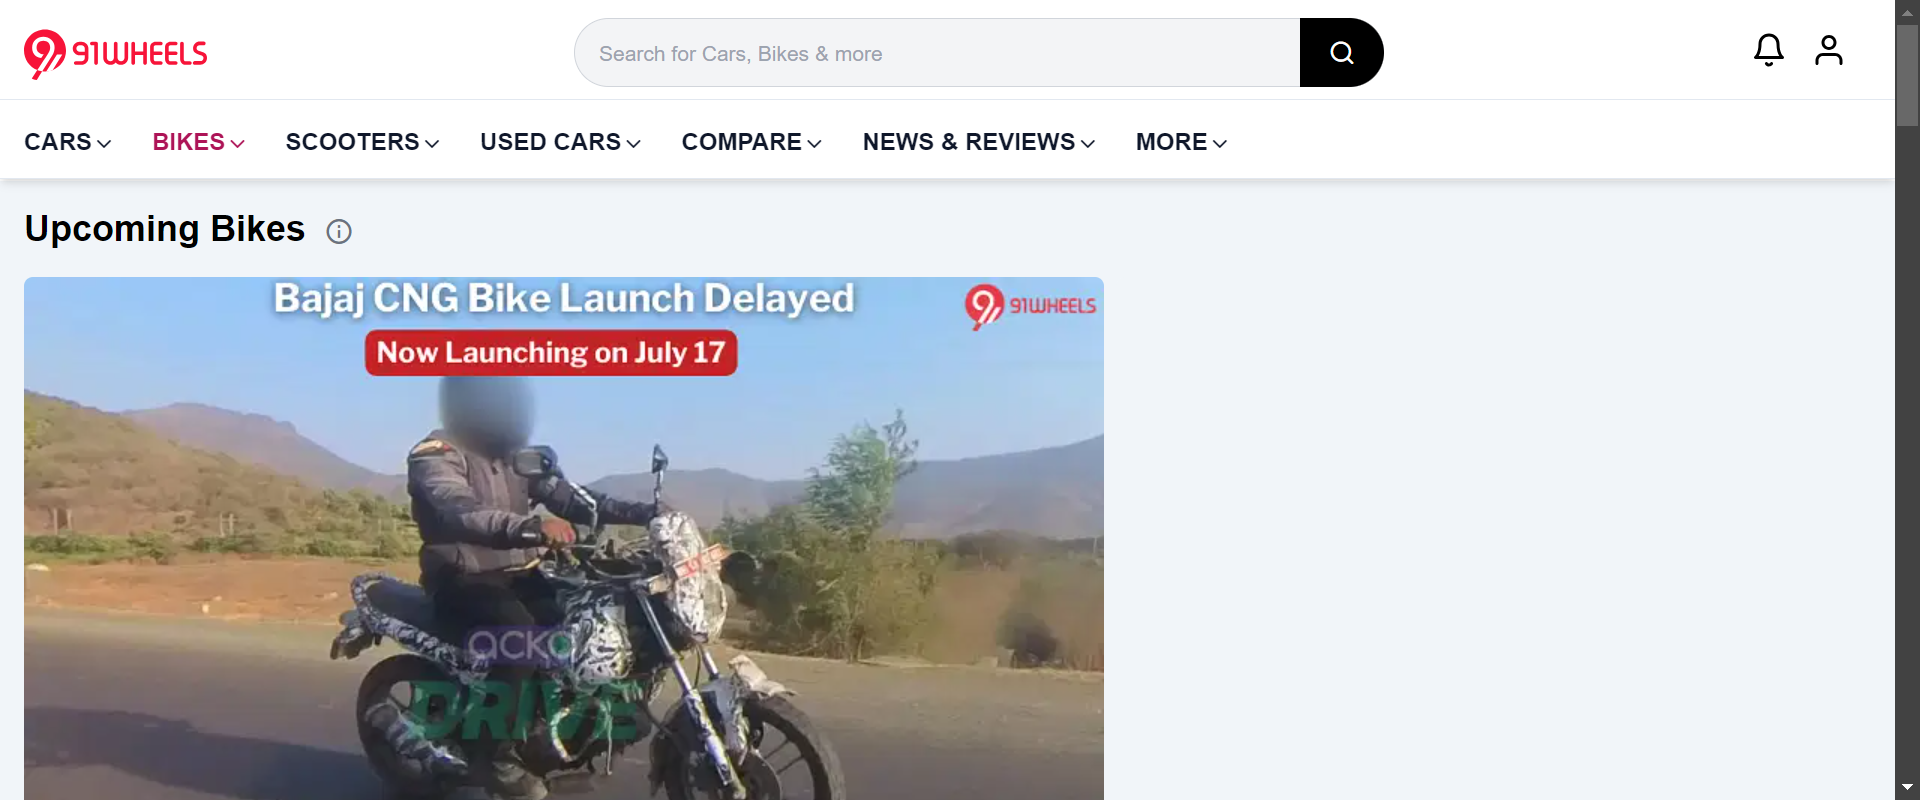 91WHEELS
Search for Cars, Bikes & more
CARS
BIKES
SCOOTERS
USED CARS
COMPARE
NEWS & REVIEWS
MORE
Upcoming Bikes
Bajaj CNG Bike Launch Delayed
91WHEELS
Now Launching on July 17
acko
DRIVE